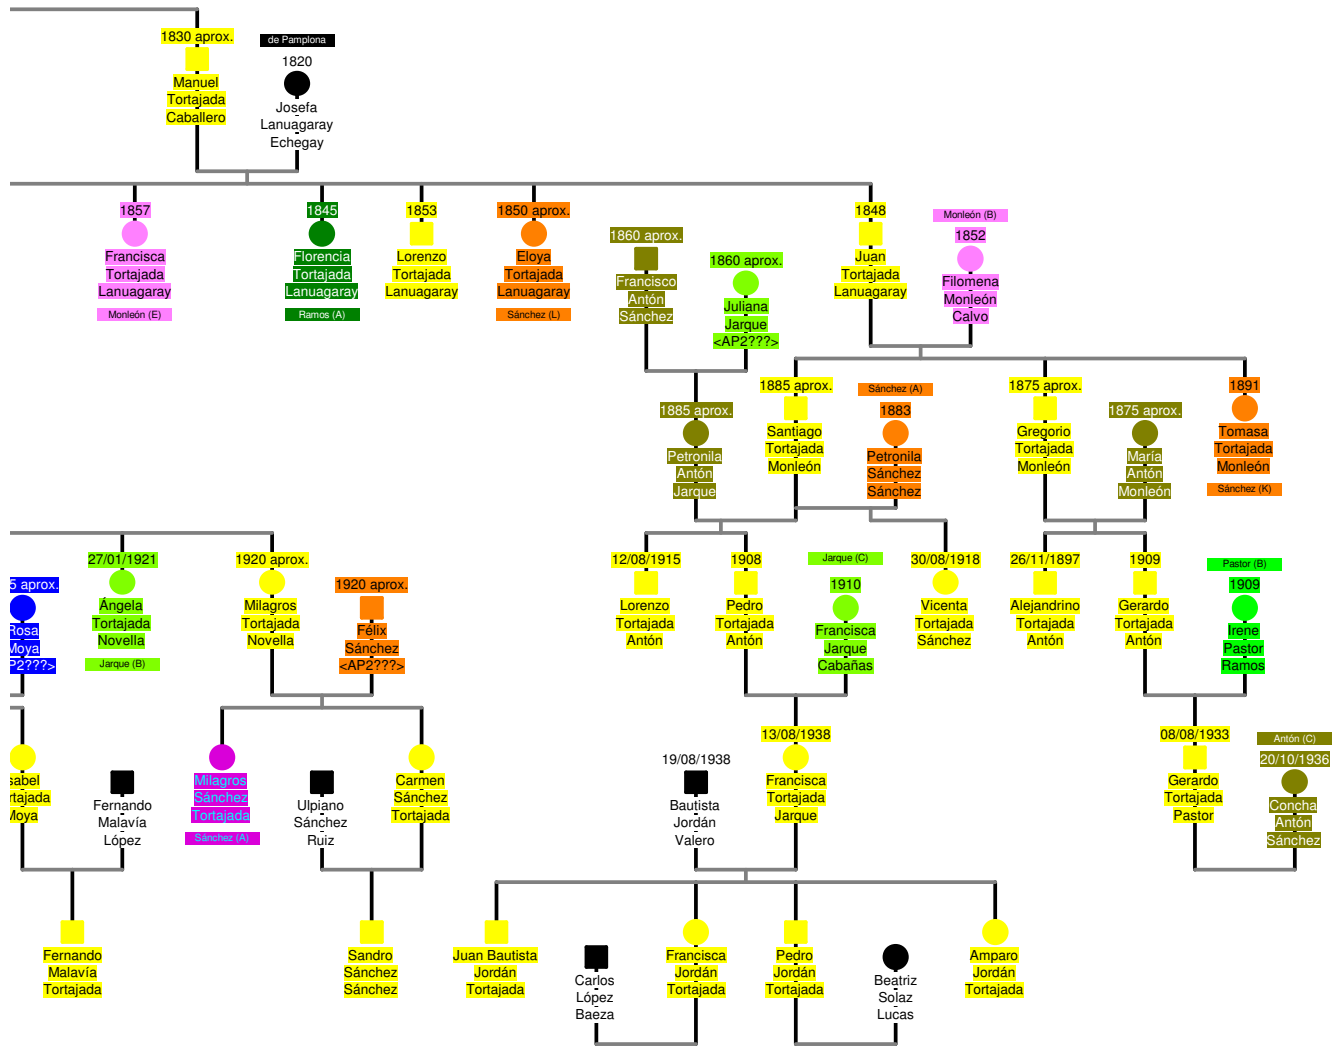 1830 aprox.
Manuel
Tortajada
Caballero
de Pamplona
1820
Josefa
Lanuagaray
Echegay
1857
Francisca
Tortajada
Lanuagaray
Monleón (E)
1845
Florencia
Tortajada
Lanuagaray
Ramos (A)
1853
Lorenzo
Tortajada
Lanuagaray
1850 aprox.
Eloya
Tortajada
Lanuagaray
Sánchez (L)
1860 aprox.
Francisco
Antón
Sánchez
1860 aprox.
Juliana
Jarque
<AP2???>
1848
Juan
Tortajada
Lanuagaray
Monleón (B)
1852
Filomena
Monleón
Calvo
1885 aprox.
Petronila
Antón
Jarque
1885 aprox.
Santiago
Tortajada
Monleón
Sánchez (A)
1883
Petronila
Sánchez
Sánchez
1875 aprox.
Gregorio
Tortajada
Monleón
1875 aprox.
María
Antón
Monleón
1891
Tomasa
Tortajada
Monleón
Sánchez (K)
5 aprox.
Rosa
Moya
P2???>
27/01/1921
Ángela
Tortajada
Novella
Jarque (B)
1920 aprox.
Milagros
Tortajada
Novella
1920 aprox.
Félix
Sánchez
<AP2???>
12/08/1915
Lorenzo
Tortajada
Antón
1908
Pedro
Tortajada
Antón
Jarque (C)
1910
Francisca
Jarque
Cabañas
30/08/1918
Vicenta
Tortajada
Sánchez
26/11/1897
Alejandrino
Tortajada
Antón
1909
Gerardo
Tortajada
Antón
Pastor (B)
1909
Irene
Pastor
Ramos
sabel
rtajada
Moya
Fernando
Malavía
López
Milagros
Sánchez
Tortajada
Sánchez (A)
Ulpiano
Sánchez
Ruiz
Carmen
Sánchez
Tortajada
19/08/1938
Bautista
Jordán
Valero
13/08/1938
Francisca
Tortajada
Jarque
08/08/1933
Gerardo
Tortajada
Pastor
Antón (C)
20/10/1936
Concha
Antón
Sánchez
Fernando
Malavía
Tortajada
Sandro
Sánchez
Sánchez
Juan Bautista
Jordán
Tortajada
Carlos
López
Baeza
Francisca
Jordán
Tortajada
Pedro
Jordán
Tortajada
Beatriz
Solaz
Lucas
Amparo
Jordán
Tortajada